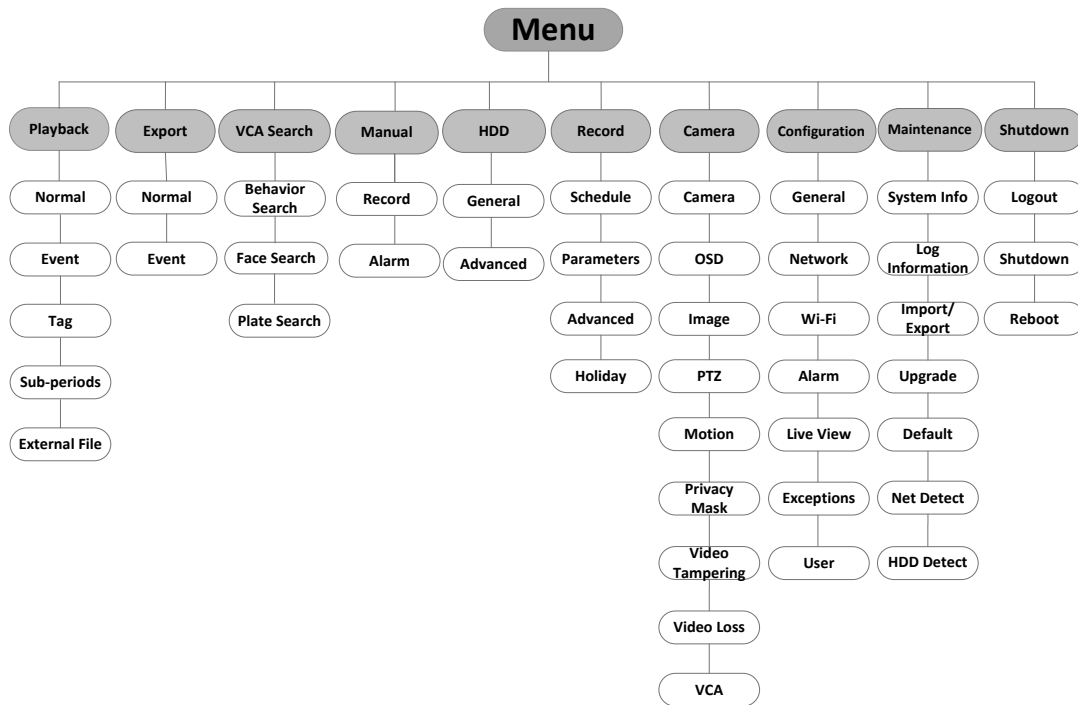 Menu
Playback
Export
VCA Search
Manual
HDD
Record
Camera
Configuration
Maintenance
Shutdown
Normal
Event
Tag
Sub-periods
External File
Normal
Event
Behavior
Search
Face Search
Plate Search
Record
Alarm
General
Advanced
Schedule
Parameters
Advanced
Holiday
Camera
OSD
Image
PTZ
Motion
Privacy
Mask
Video
Tampering
Video Loss
VCA
General
Network
Wi-Fi
Alarm
Live View
Exceptions
User
System Info
Log
Information
Import/
Export
Upgrade
Default
Net Detect
HDD Detect
Logout
Shutdown
Reboot